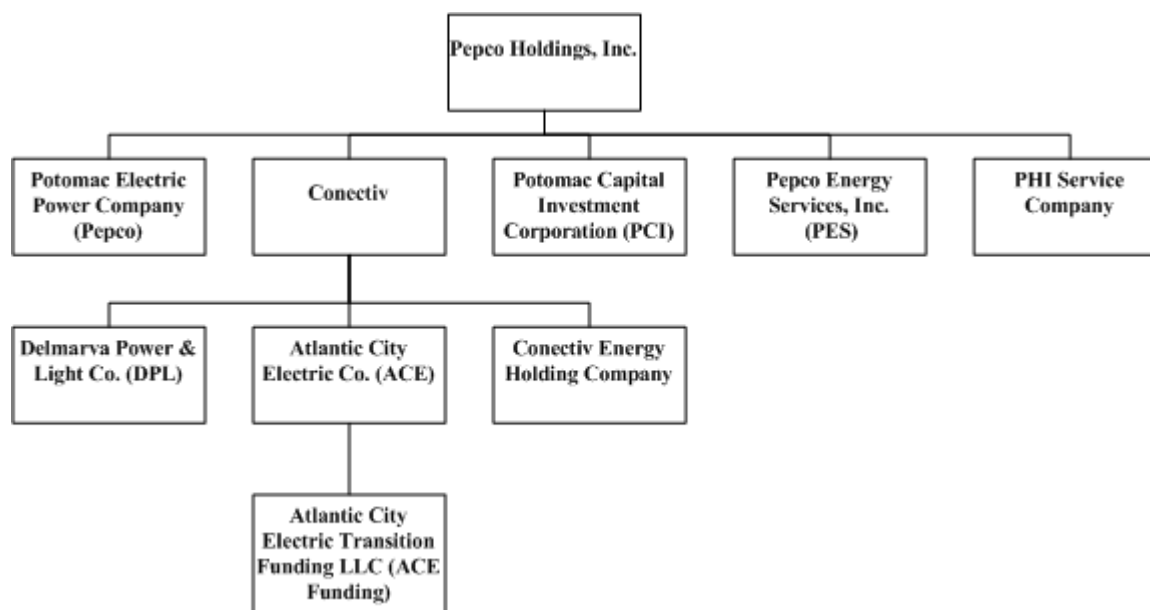 Pepco Holdings, Inc.
Potomac Electric
Power Company
(Pepco)
Conectiv
Potomac Capital
Investment
Corporation (PCI)
Pepco Energy
Services, Inc.
(PES)
PHI Service
Company
Delmarva Power &
Light Co. (DPL)
Atlantic City
Electric Co. (ACE)
Conectiv Energy
Holding Company
Atlantic City
Electric Transition
Funding LLC (ACE
Funding)